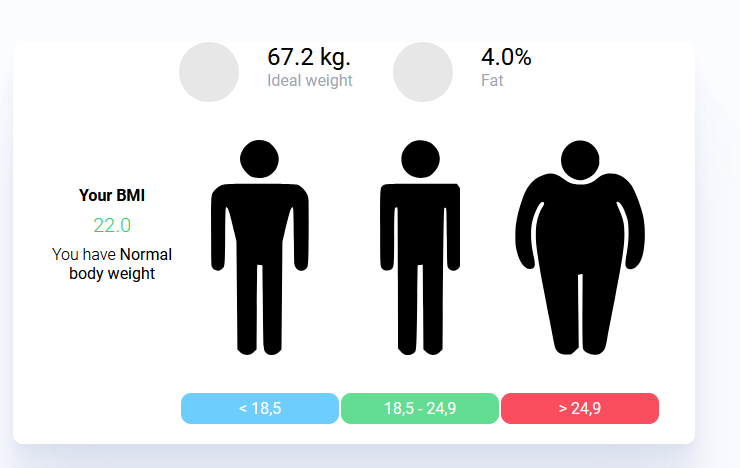 67.2 kg.
Ideal weight
4.0%
Fat
Your BMI
22.0
You have Normal
body weight
< 18,5
18,5 - 24,9
> 24,9